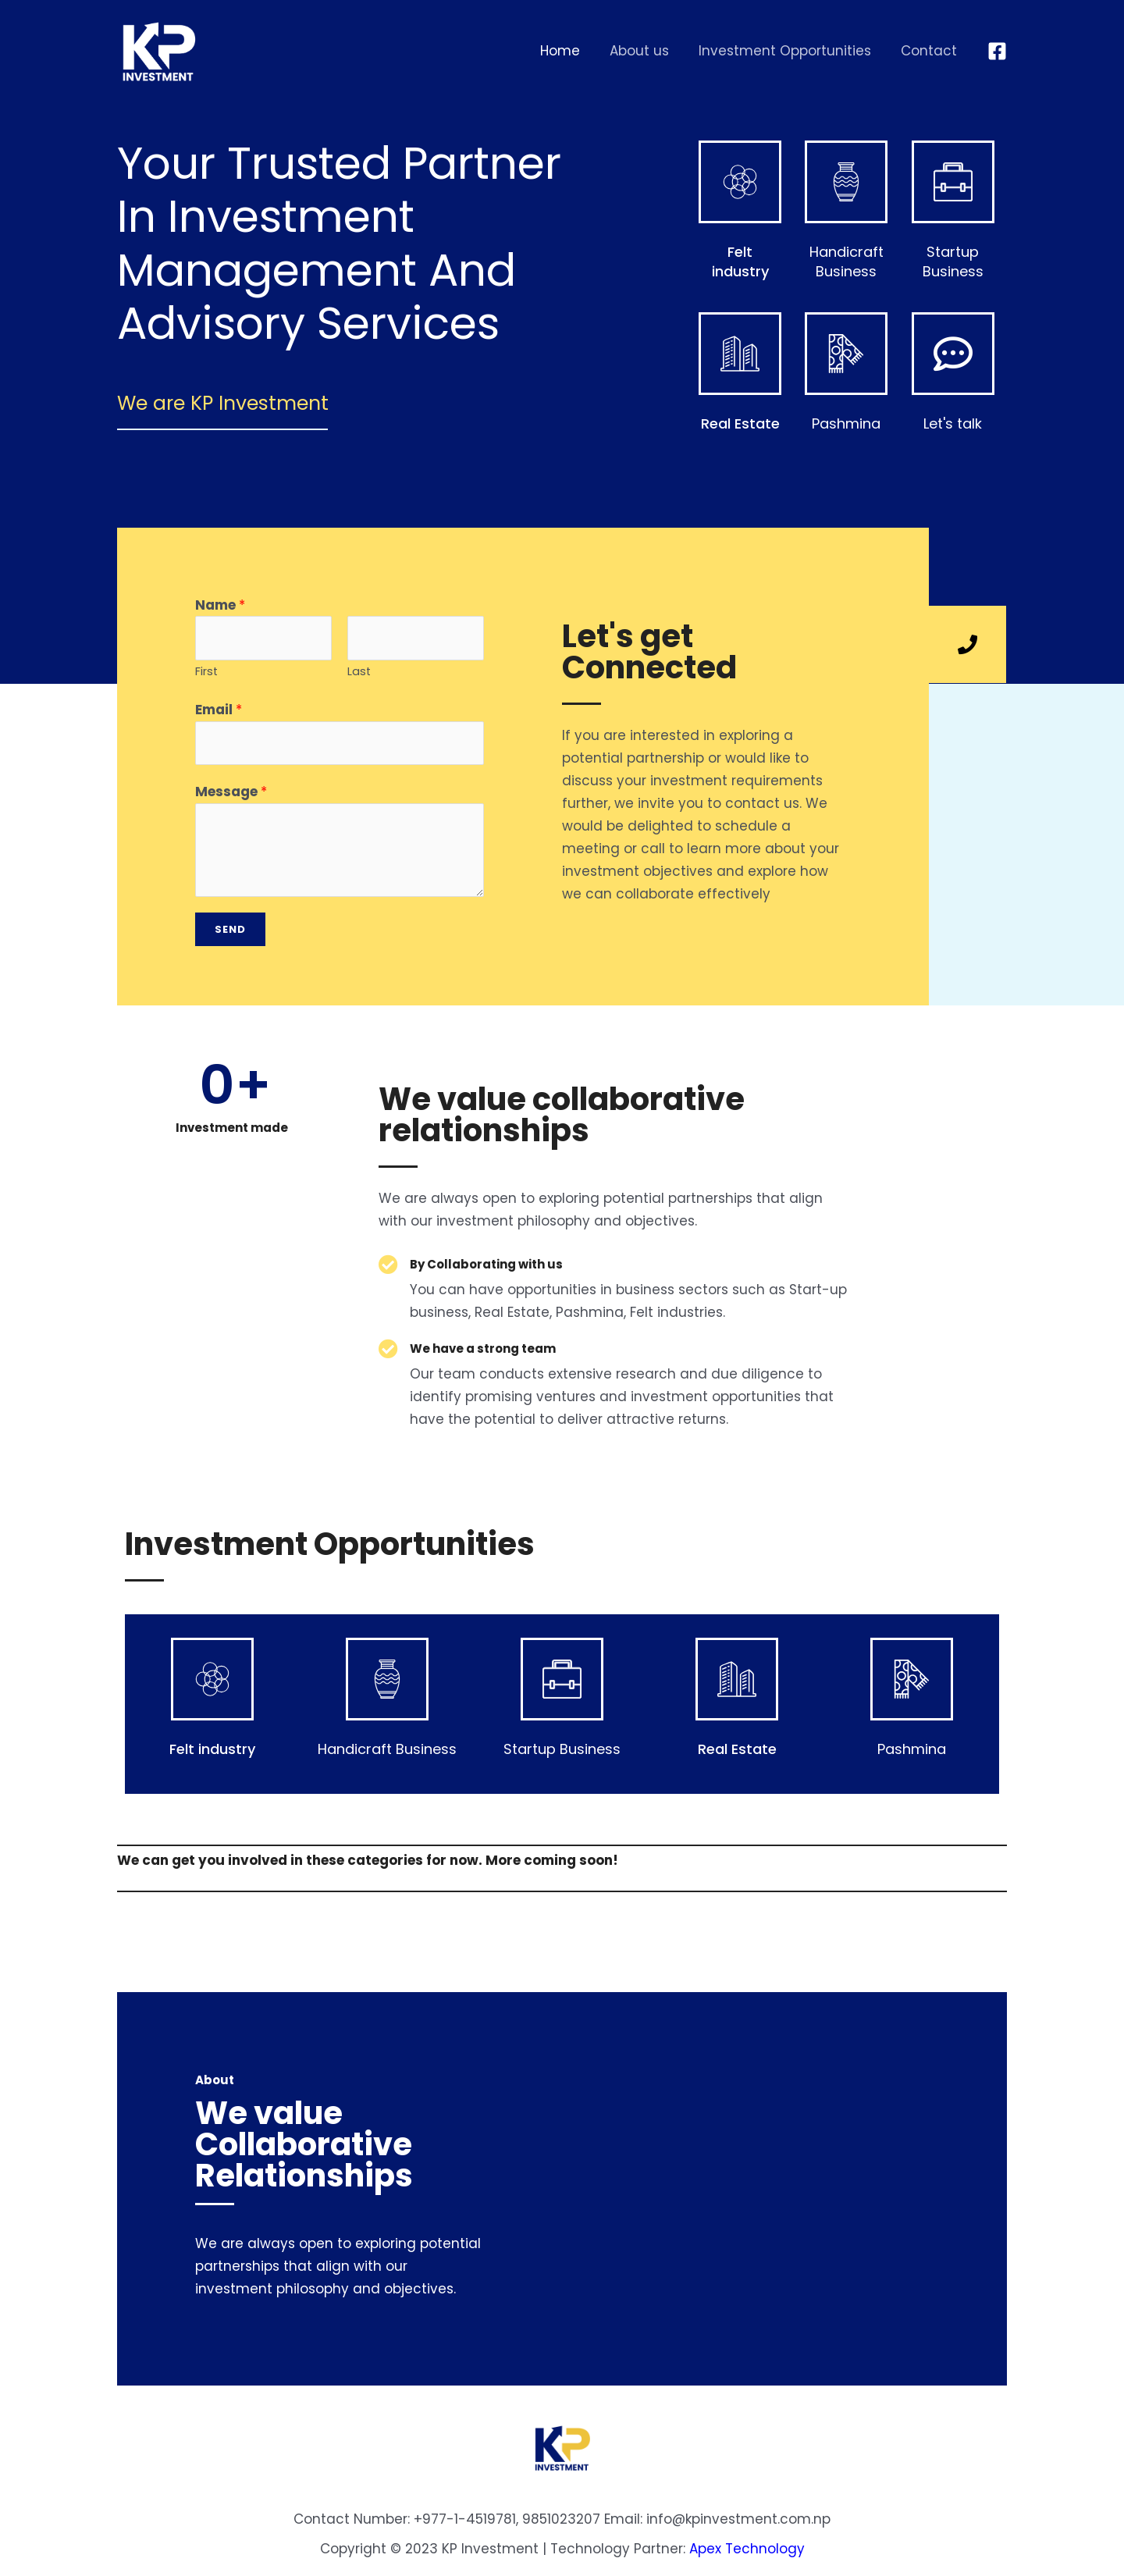 KP
INVESTMENT
Home About us Investment Opportunities Contact
Your Trusted Partner
In Investment
Management And
Advisory Services
We are KP Investment
Felt
industry
Handicraft
Business
Startup
Business
Real Estate
Pashmina
Let's talk
Name *
First
Last
Email *
Message *
SEND
Let's get
Connected
If you are interested in exploring a
potential partnership or would like to
discuss your investment requirements
further, we invite you to contact us. We
would be delighted to schedule a
meeting or call to learn more about your
investment objectives and explore how
we can collaborate effectively
0+
Investment made
We value collaborative
relationships
We are always open to exploring potential partnerships that align
with our investment philosophy and objectives.
By Collaborating with us
You can have opportunities in business sectors such as Start-up
business, Real Estate, Pashmina, Felt industries.
We have a strong team
Our team conducts extensive research and due diligence to
identify promising ventures and investment opportunities that
have the potential to deliver attractive returns.
Investment Opportunities
Felt industry
Handicraft Business
Startup Business
Real Estate
Pashmina
We can get you involved in these categories for now. More coming soon!
About
We value
Collaborative
Relationships
We are always open to exploring potential
partnerships that align with our
investment philosophy and objectives.
KP
INVESTMENT
Contact Number: +977-1-4519781, 9851023207 Email: info@kpinvestment.com.np
Copyright © 2023 KP Investment | Technology Partner: Apex Technology